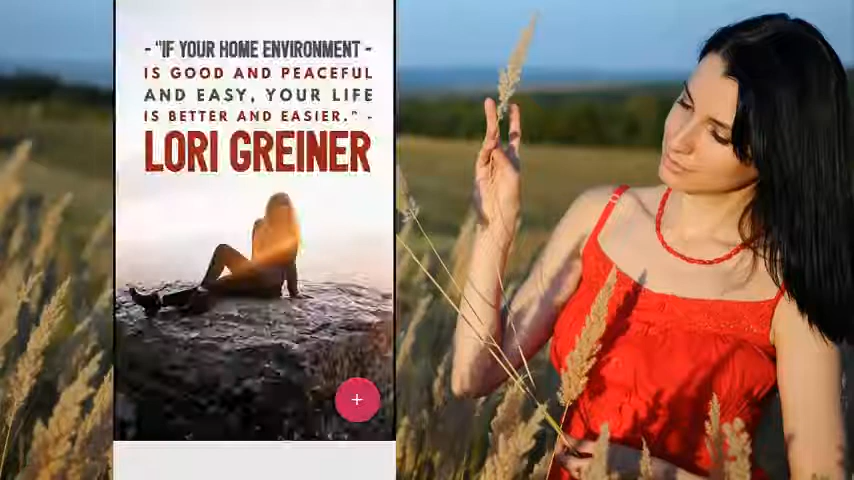 - "IF YOUR HOME ENVIRONMENT -
IS GOOD AND PEACEFUL
AND EASY, YOUR LIFE
IS BETTER AND EASIER." -
LORI GREINER
+